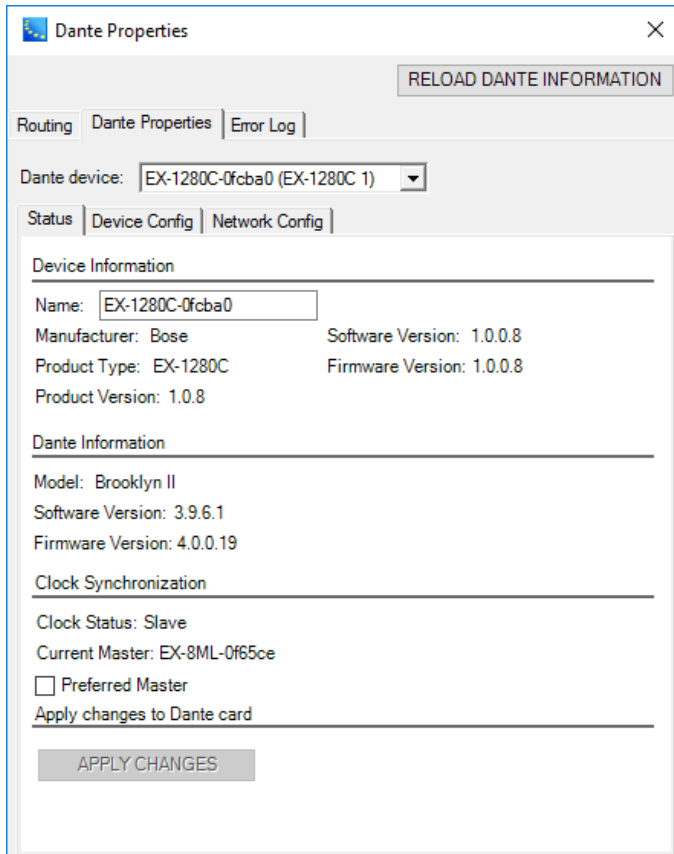 Dante Properties
RELOAD DANTE INFORMATION
Routing Dante Properties Error Log
Dante device: EX-1280C-0fcba0 (EX-1280C 1)
Status Device Config Network Config
Device Information
Name: EX-1280C-0fcba0
Manufacturer: Bose Software Version: 1.0.0.8
Product Type: EX-1280C Firmware Version: 1.0.0.8
Product Version: 1.0.8
Dante Information
Model: Brooklyn II
Software Version: 3.9.6.1
Firmware Version: 4.0.0.19
Clock Synchronization
Clock Status: Slave
Current Master: EX-8ML-0f65ce
Preferred Master
Apply changes to Dante card
APPLY CHANGES